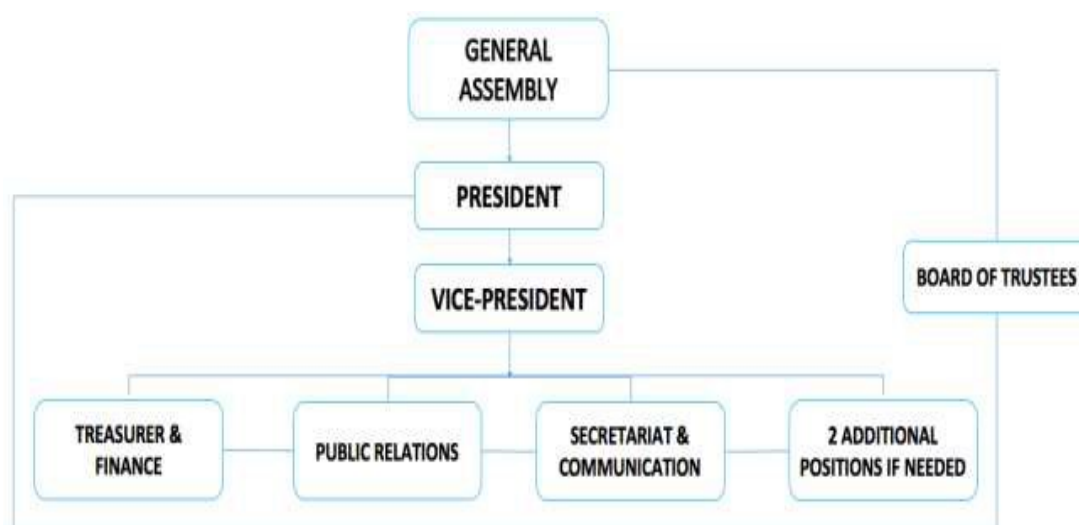 GENERAL
ASSEMBLY
PRESIDENT
VICE-PRESIDENT
BOARD OF TRUSTEES
TREASURER &
FINANCE
PUBLIC RELATIONS
SECRETARIAT &
COMMUNICATION
2 ADDITIONAL
POSITIONS IF NEEDED